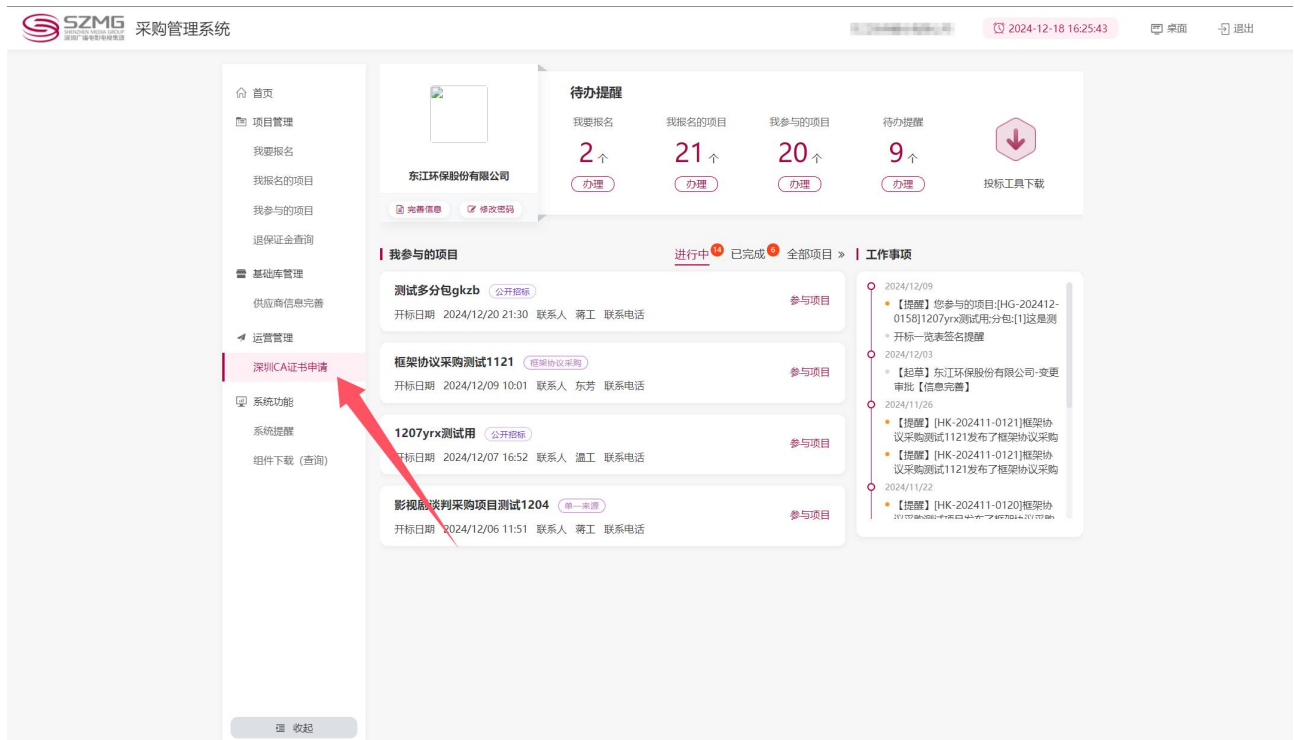 SZMG
SHENZHEN MEDIA GROUP
深圳广播电影电视集团
采购管理系统
2024-12-18 16:25:43
桌面
退出
首页
项目管理
我要报名
我报名的项目
我参与的项目
退保证金查询
基础库管理
供应商信息完善
运营管理
深圳CA证书申请
系统功能
系统提醒
组件下载 (查询)
收起
东江环保股份有限公司
完善信息
修改密码
待办提醒
我要报名
我报名的项目
我参与的项目
待办提醒
2 个
21 个
20 个
9 个
办理
办理
办理
办理
投标工具下载
我参与的项目
进行中 14 已完成 6 全部项目 »
测试多分包gkzb 公开招标
开标日期 2024/12/20 21:30 联系人 蒋工 联系电话
参与项目
框架协议采购测试1121 框架协议采购
开标日期 2024/12/09 10:01 联系人 东芳 联系电话
参与项目
1207yrx测试用 公开招标
开标日期 2024/12/07 16:52 联系人 温工 联系电话
参与项目
影视剧谈判采购项目测试1204 单一来源
开标日期 2024/12/06 11:51 联系人 蒋工 联系电话
参与项目
工作事项
2024/12/09
【提醒】您参与的项目:[HG-202412-
0158]1207yrx测试用;分包:[1]这是测
开标一览表签名提醒
2024/12/03
【起草】东江环保股份有限公司-变更
审批【信息完善】
2024/11/26
【提醒】[HK-202411-0121]框架协
议采购测试1121发布了框架协议采购
【提醒】[HK-202411-0121]框架协
议采购测试1121发布了框架协议采购
2024/11/22
【提醒】[HK-202411-0120]框架协